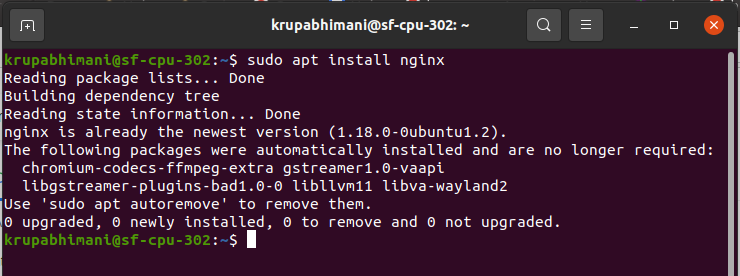 krupabhimani@sf-cpu-302: ~
krupabhimani@sf-cpu-302:~$ sudo apt install nginx
Reading package lists... Done
Building dependency tree
Reading state information... Done
nginx is already the newest version (1.18.0-0ubuntu1.2).
The following packages were automatically installed and are no longer required:
  chromium-codecs-ffmpeg-extra gstreamer1.0-vaapi
  libgstreamer-plugins-bad1.0-0 libllvm11 libva-wayland2
Use 'sudo apt autoremove' to remove them.
0 upgraded, 0 newly installed, 0 to remove and 0 not upgraded.
krupabhimani@sf-cpu-302:~$